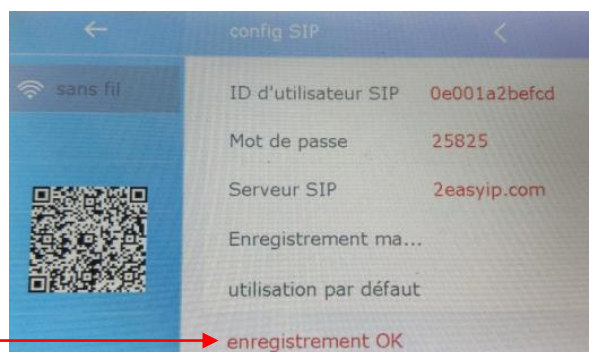 config SIP
sans fil
ID d'utilisateur SIP 0e001a2befcd
Mot de passe 25825
Serveur SIP 2easyip.com
Enregistrement ma...
utilisation par défaut
enregistrement OK